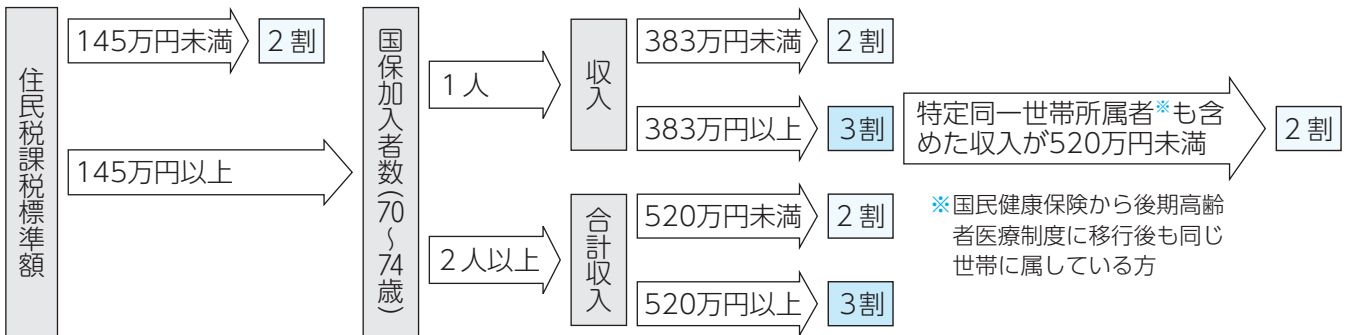 住民税課税標準額
145万円未満
2割
145万円以上
国保加入者数(70～74歳)
1人
収入
383万円未満
2割
383万円以上
3割
特定同一世帯所属者※も含
めた収入が520万円未満
2割
※国民健康保険から後期高齢
者医療制度に移行後も同じ
世帯に属している方
2人以上
合計収入
520万円未満
2割
520万円以上
3割